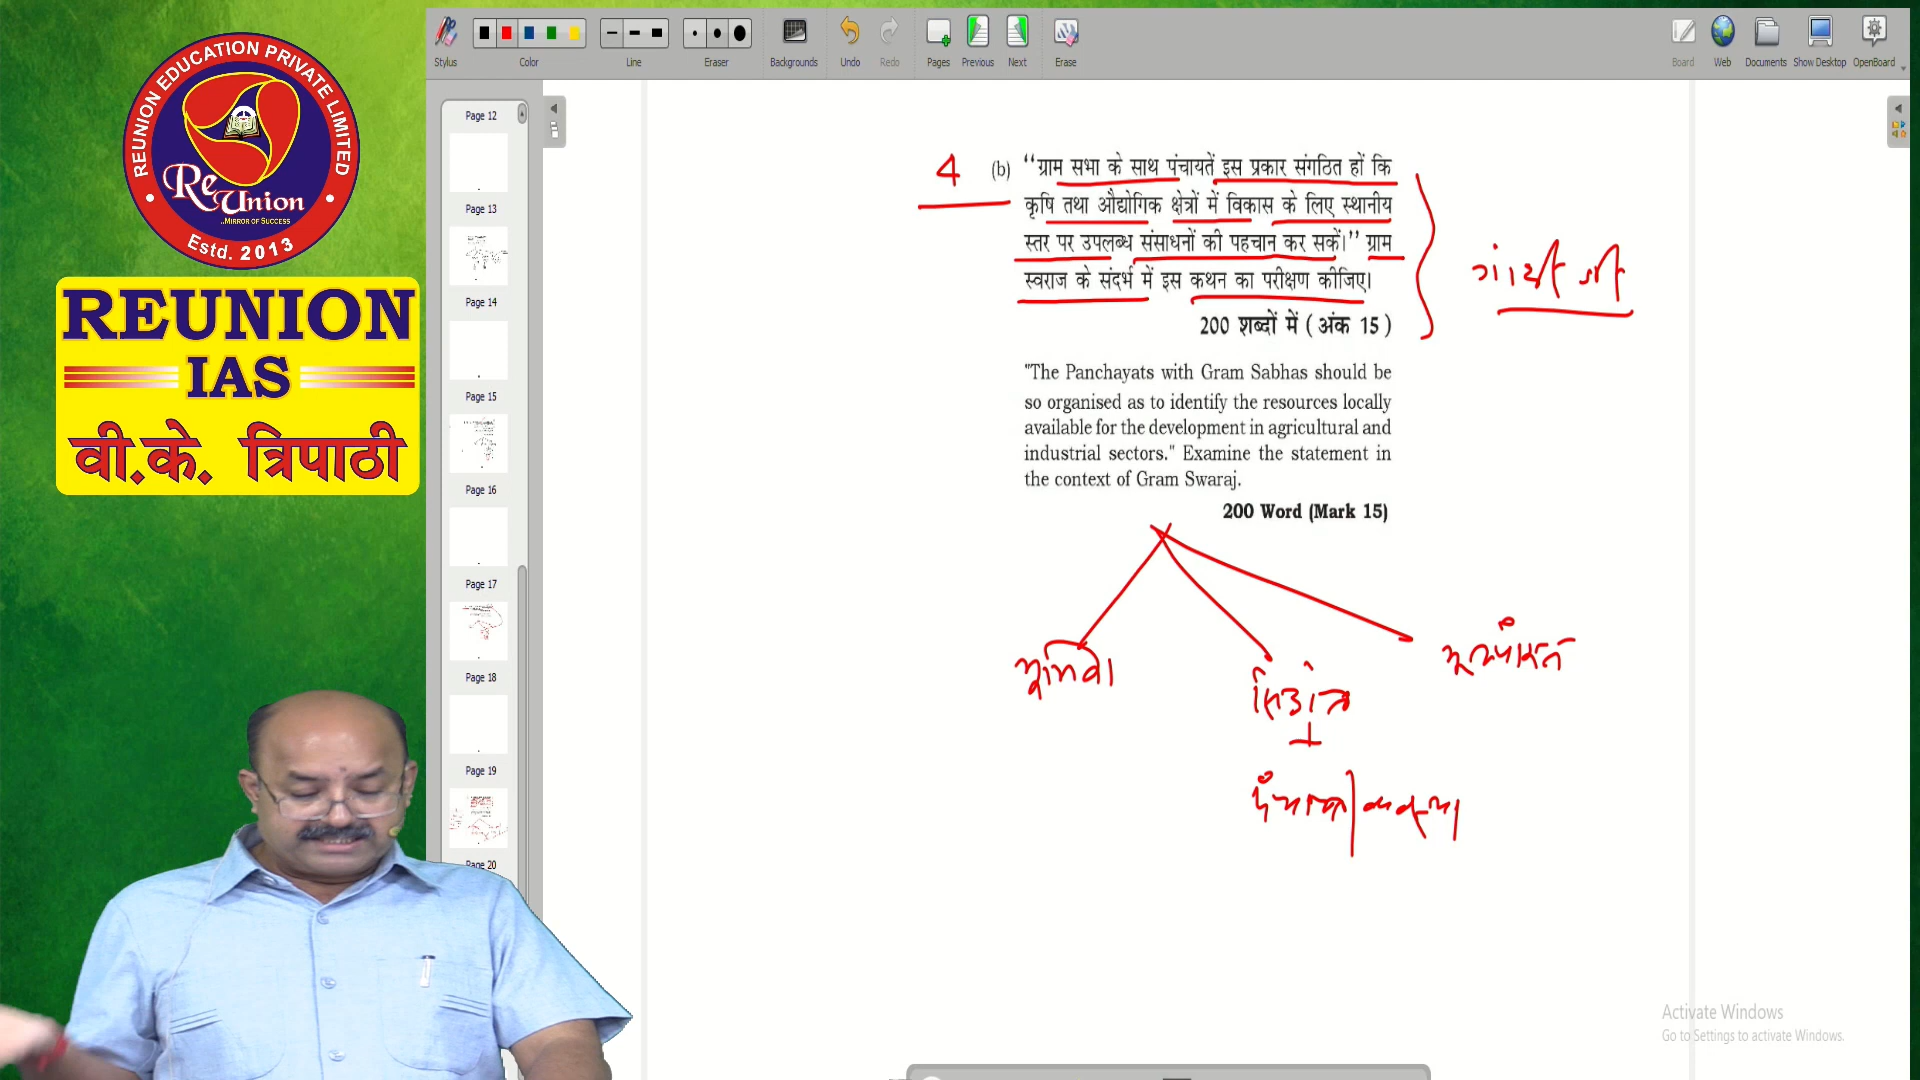 REUNION EDUCATION PRIVATE LIMITED
ReUnion
..MIRROR OF SUCCESS
Estd. 2013
REUNION
IAS
वी.के. त्रिपाठी
Stylus
Color
Line
Eraser
Backgrounds
Undo
Redo
Pages
Previous
Next
Erase
Board
Web
Documents
Show Desktop
OpenBoard
Page 12
Page 13
Page 14
Page 15
Page 16
Page 17
Page 18
Page 19
Page 20
4 (b) “ग्राम सभा के साथ पंचायतें इस प्रकार संगठित हों कि
कृषि तथा औद्योगिक क्षेत्रों में विकास के लिए स्थानीय
स्तर पर उपलब्ध संसाधनों की पहचान कर सकें।” ग्राम
स्वराज के संदर्भ में इस कथन का परीक्षण कीजिए।
200 शब्दों में ( अंक 15 )
गांधी जी
"The Panchayats with Gram Sabhas should be
so organised as to identify the resources locally
available for the development in agricultural and
industrial sectors." Examine the statement in
the context of Gram Swaraj.
200 Word (Mark 15)
भूमिका
सिद्धांत
मूल्यांकन
Activate Windows
Go to Settings to activate Windows.